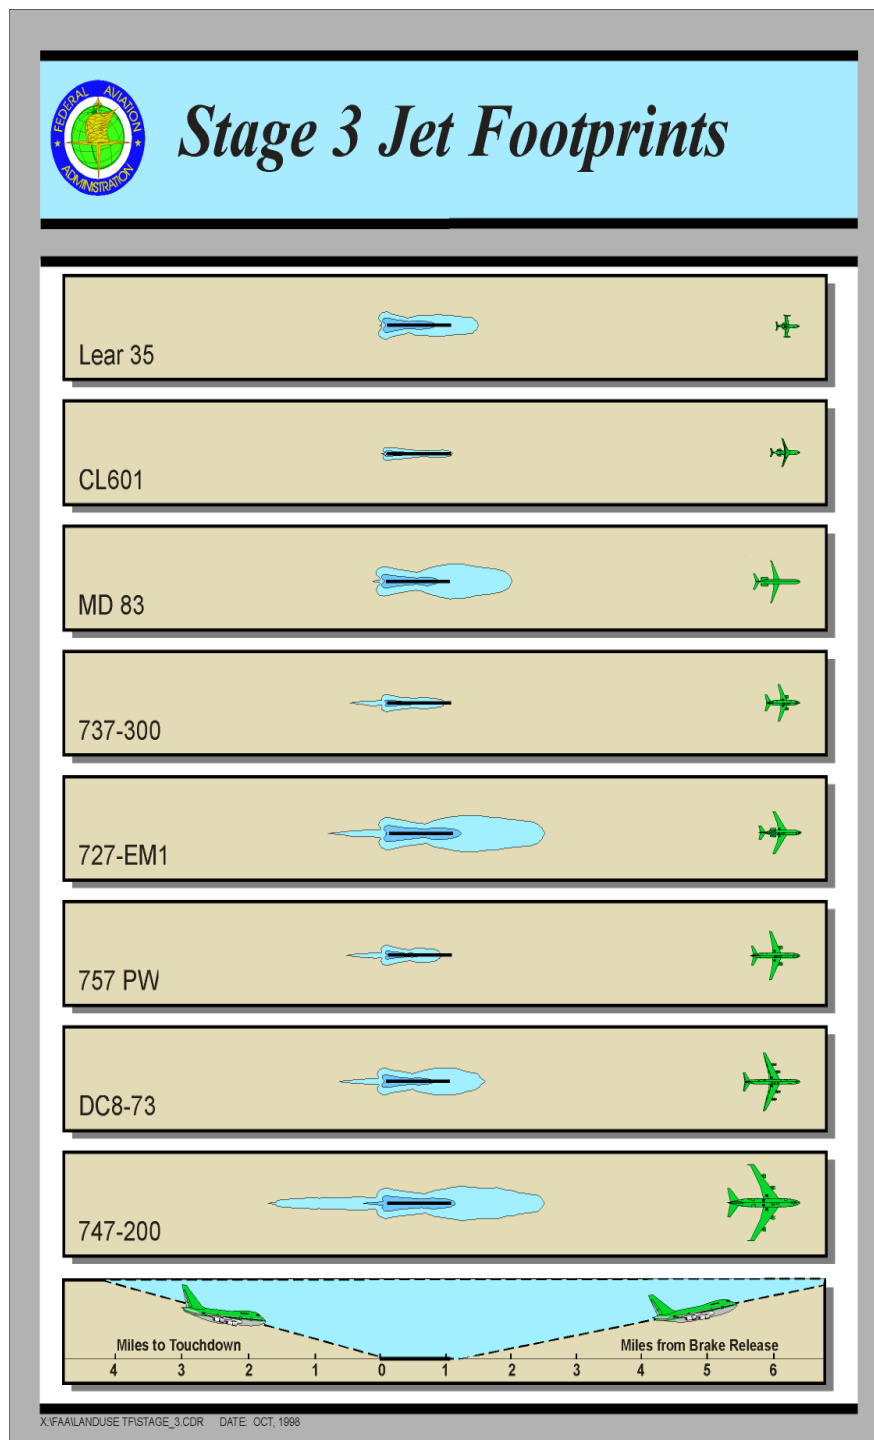 FEDERAL AVIATION
ADMINISTRATION
Stage 3 Jet Footprints
Lear 35
CL601
MD 83
737-300
727-EM1
757 PW
DC8-73
747-200
Miles to Touchdown Miles from Brake Release
4 3 2 1 0 1 2 3 4 5 6
X:\FAA\LANDUSE TF\STAGE_3.CDR DATE: OCT, 1998